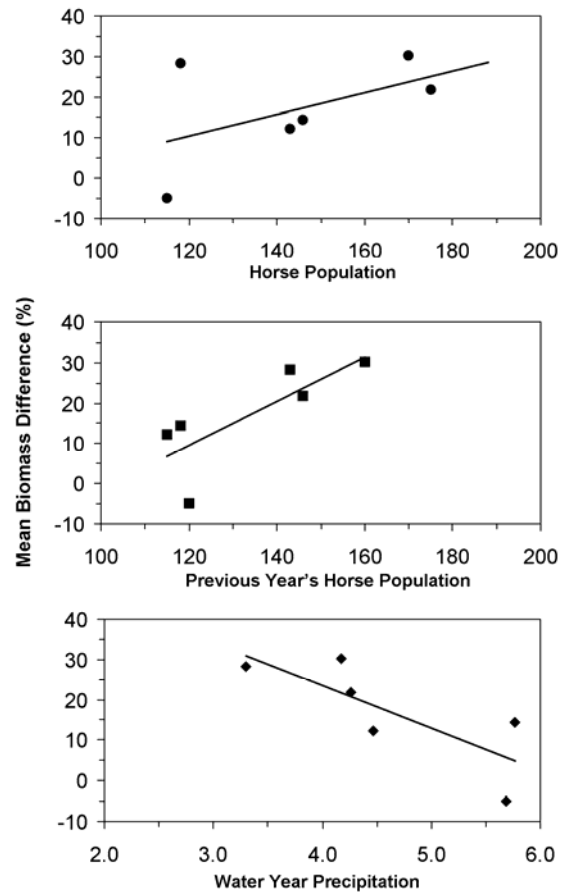 40
30
20
10
0
-10
100 120 140 160 180 200
Horse Population
Mean Biomass Difference (%)
40
30
20
10
0
-10
100 120 140 160 180 200
Previous Year's Horse Population
40
30
20
10
0
-10
2.0 3.0 4.0 5.0 6.0
Water Year Precipitation